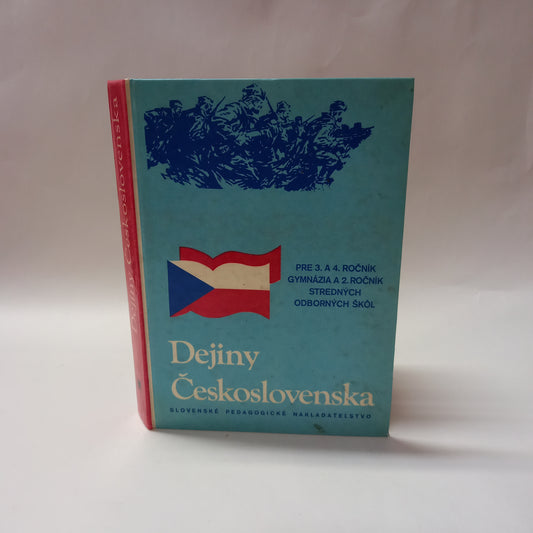 Dejiny Československa
PRE 3. A 4. ROČNÍK
GYMNÁZIA A 2. ROČNÍK
STREDNÝCH
ODBORNÝCH ŠKÔL
Dejiny
Československa
SLOVENSKÉ PEDAGOGICKÉ NAKLADATEĽSTVO